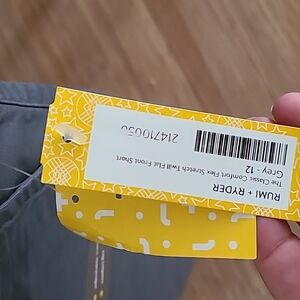 RUMI + RYDER
The Classic Comfort Flex Stretch Twill Flat Front Short
Grey - 12
214710050